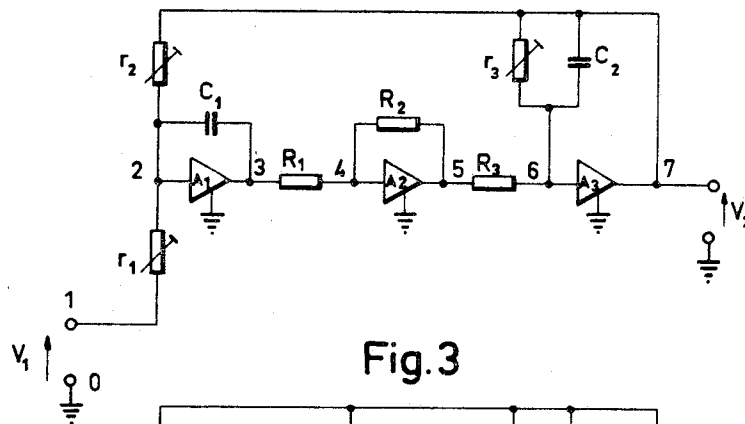 r₂
C₁
r₃
C₂
R₂
2
A₁
3
R₁
4
A₂
5
R₃
6
A₃
7
r₁
V₂
1
V₁
0
Fig.3